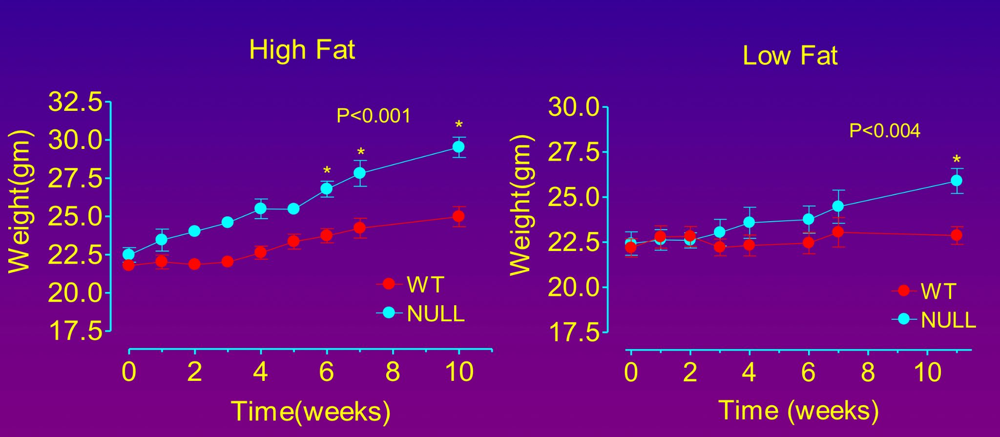 High Fat
Weight(gm)
32.5
30.0
27.5
25.0
22.5
20.0
17.5
P<0.001
*
*
*
WT
NULL
0 2 4 6 8 10
Time(weeks)
Low Fat
Weight(gm)
30.0
27.5
25.0
22.5
20.0
17.5
P<0.004
*
WT
NULL
0 2 4 6 8 10
Time (weeks)